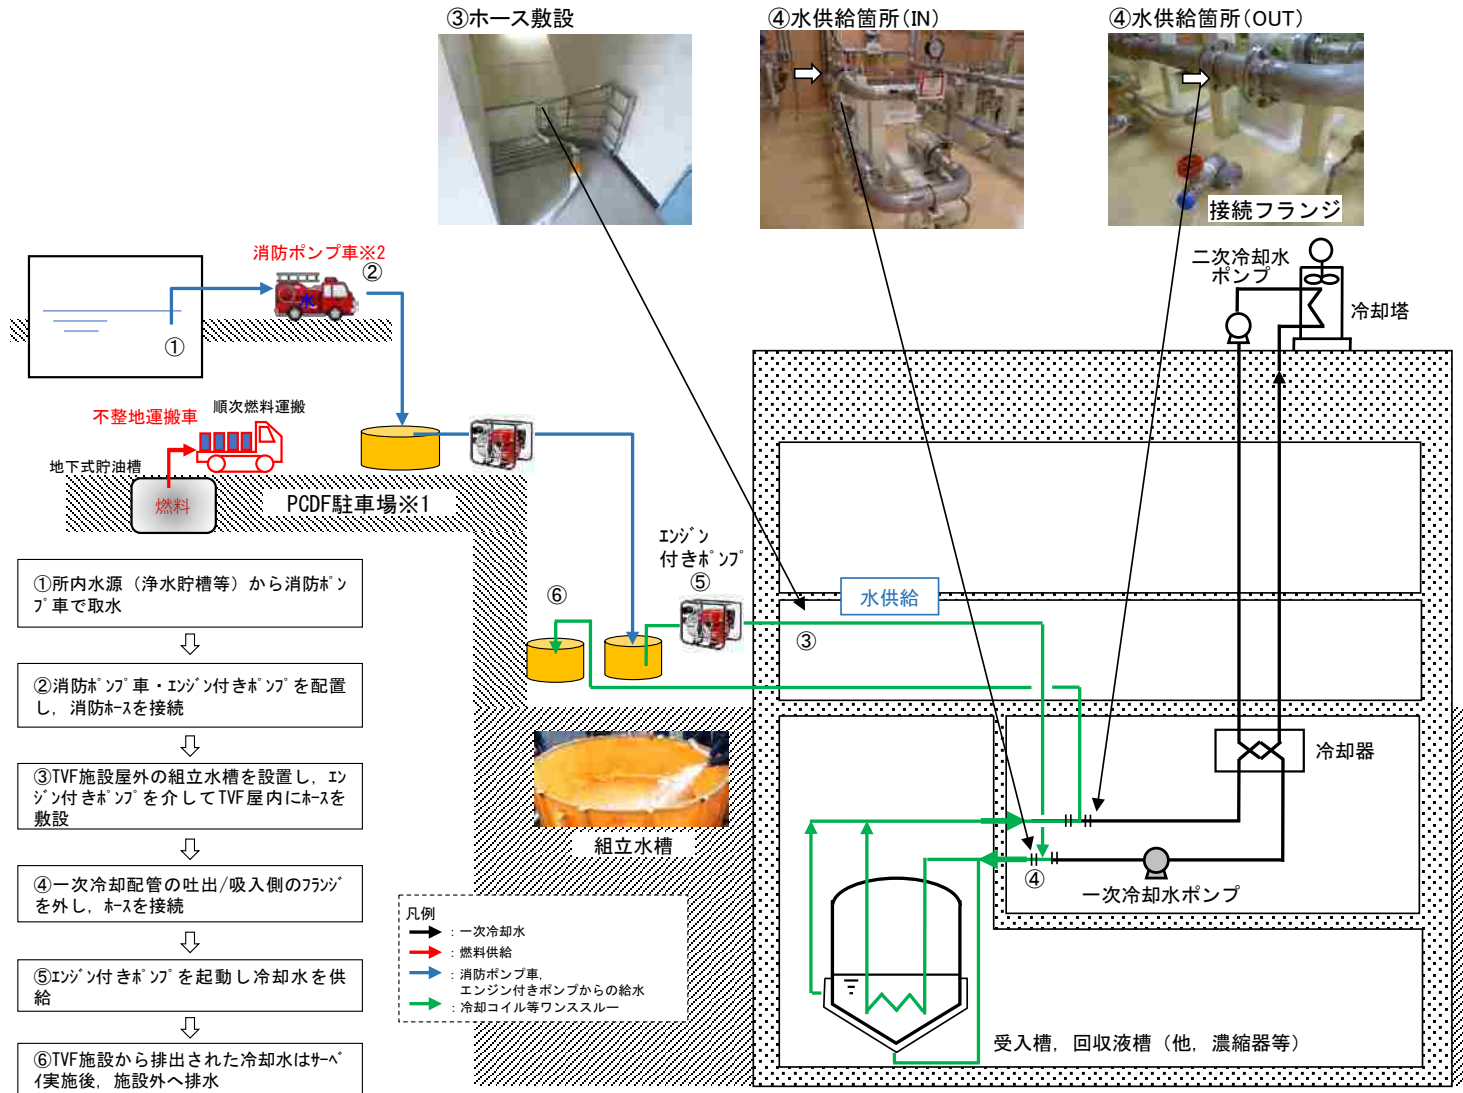 ③ホース敷設
④水供給箇所(IN)
④水供給箇所(OUT)
接続フランジ
消防ポンプ車※2
②
水
①
二次冷却水
ポンプ
冷却塔
不整地運搬車
順次燃料運搬
地下式貯油槽
燃料
PCDF駐車場※1
エンジン
付きポンプ
⑤
⑥
水供給
③
①所内水源（浄水貯槽等）から消防ポン
プ車で取水
②消防ポンプ車・エンジン付きポンプを配置
し，消防ホースを接続
③TVF施設屋外の組立水槽を設置し，エン
ジン付きポンプを介してTVF屋内にホースを
敷設
④一次冷却配管の吐出/吸入側のフランジ
を外し，ホースを接続
⑤エンジン付きポンプを起動し冷却水を供
給
⑥TVF施設から排出された冷却水はサーベ
イ実施後，施設外へ排水
組立水槽
冷却器
④
一次冷却水ポンプ
凡例
：一次冷却水
：燃料供給
：消防ポンプ車，
エンジン付きポンプからの給水
：冷却コイル等ワンススルー
受入槽，回収液槽（他，濃縮器等）